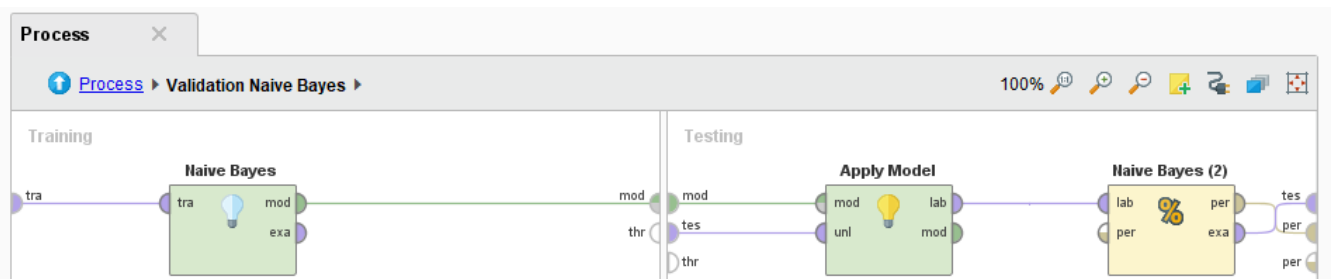 Process
Process Validation Naive Bayes
100%
Training
Testing
Naive Bayes
Apply Model
Naive Bayes (2)
tra
tra
mod
exa
mod
thr
mod
tes
thr
mod
unl
lab
mod
lab
per
%
per
exa
tes
per
per